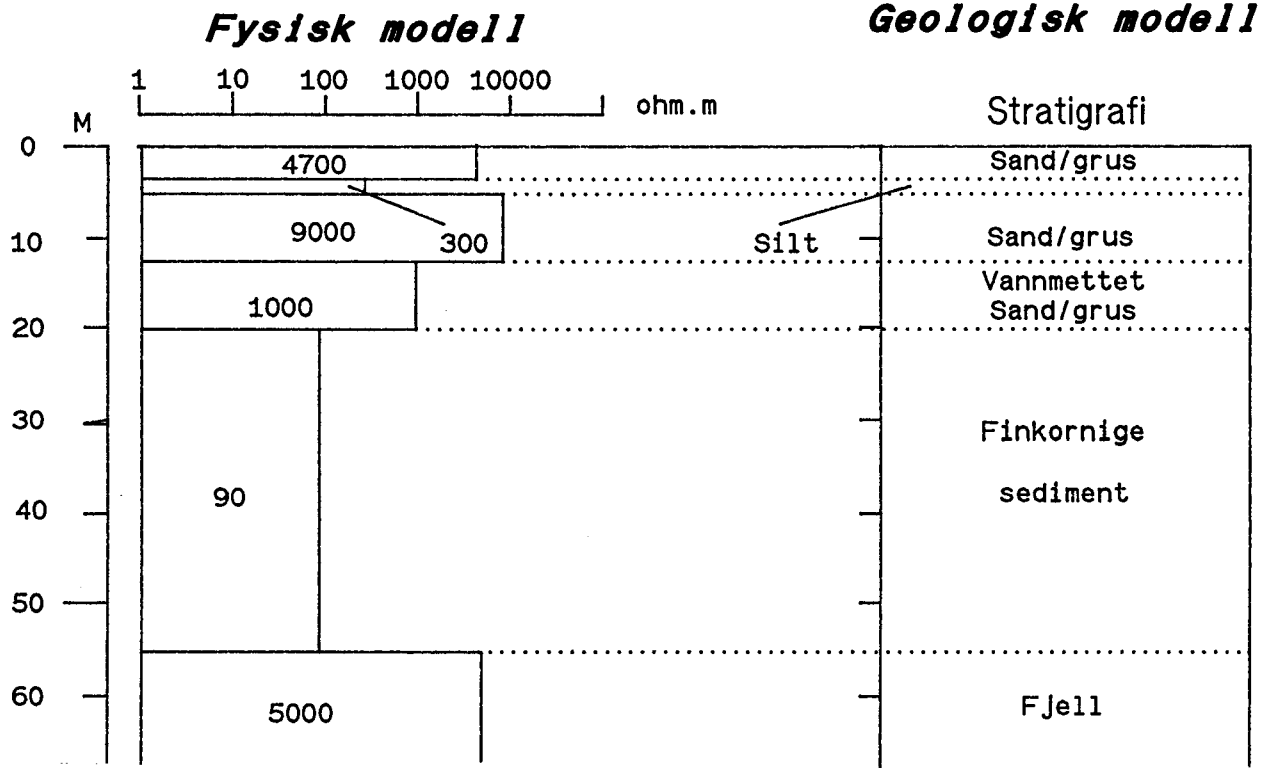 Fysisk modell
Geologisk modell
1 10 100 1000 10000
ohm.m
M
Stratigrafi
0
4700
Sand/grus
300
Silt
10
9000
Sand/grus
Vannmettet
Sand/grus
1000
20
30
Finkornige
sediment
40
90
50
60
5000
Fjell